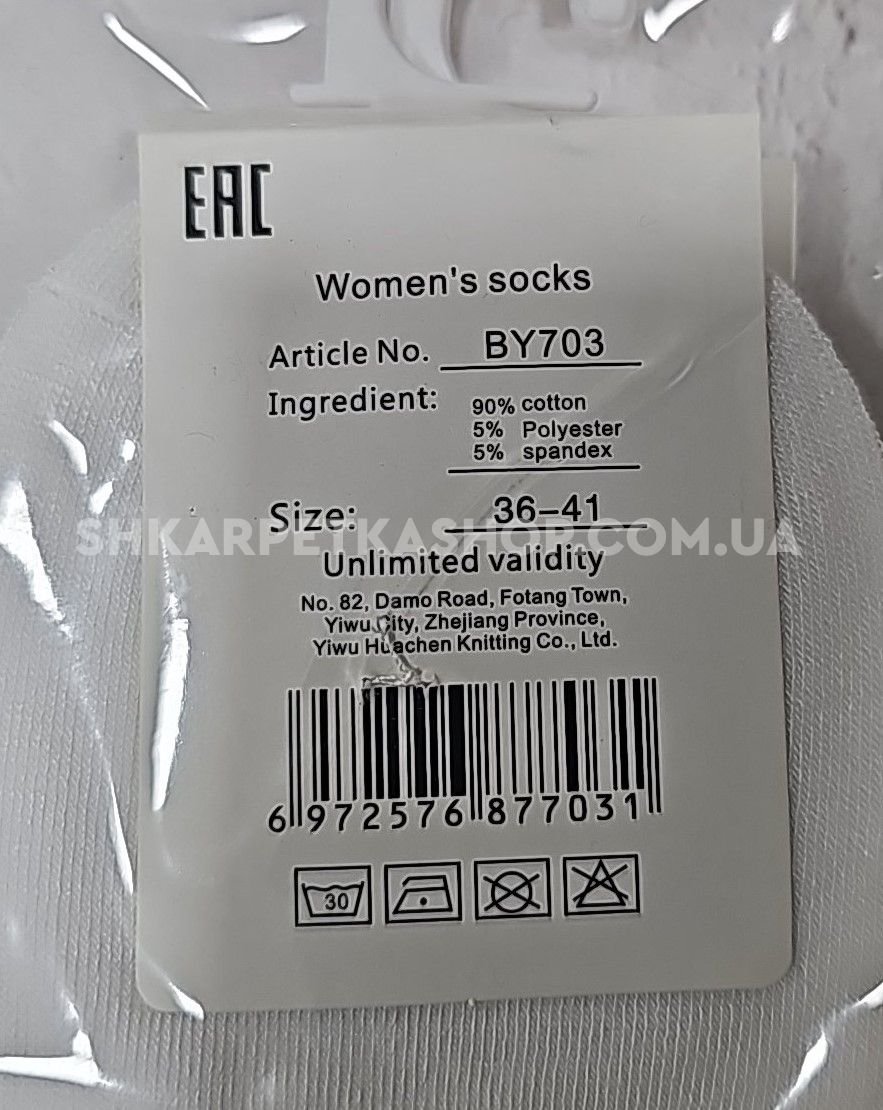 EAC
Women's socks
Article No. BY703
Ingredient: 90% cotton
5% Polyester
5% spandex
Size: 36-41
SHKARPETKASHOP.COM.UA
Unlimited validity
No. 82, Damo Road, Fotang Town,
Yiwu City, Zhejiang Province,
Yiwu Huachen Knitting Co., Ltd.
6 972576 877031
30